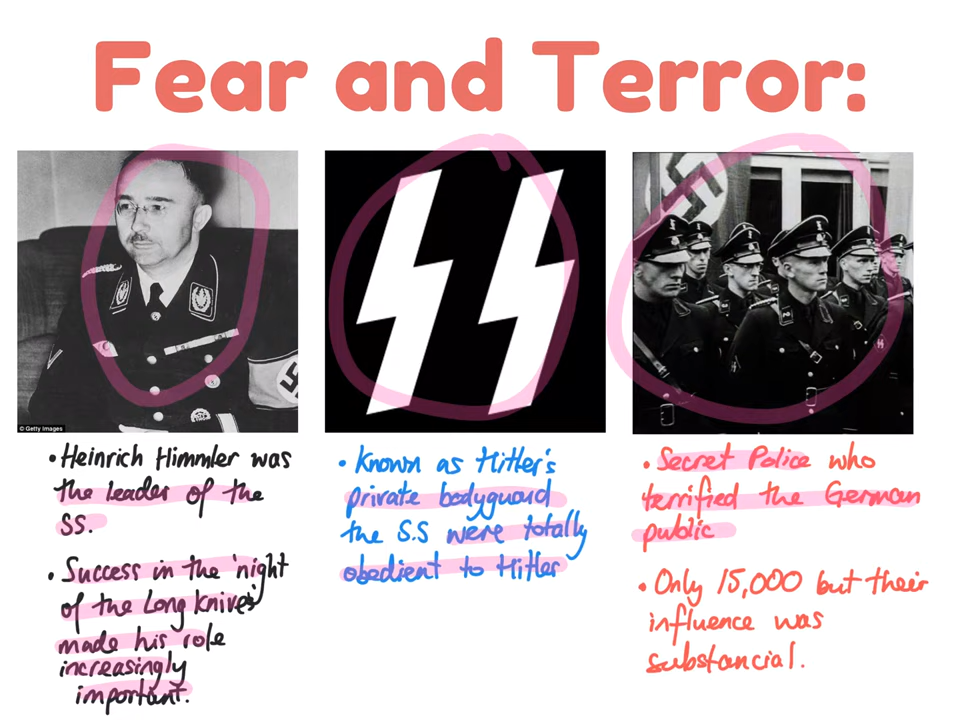 Fear and Terror:
© Getty Images
• Heinrich Himmler was
the leader of the
SS.
• Success in the 'night
of the Long knives'
made his role
increasingly
important.
• Known as Hitler's
private bodyguard
the S.S were totally
obedient to Hitler
• Secret Police who
terrified the German
public
• Only 15,000 but their
influence was
substancial.